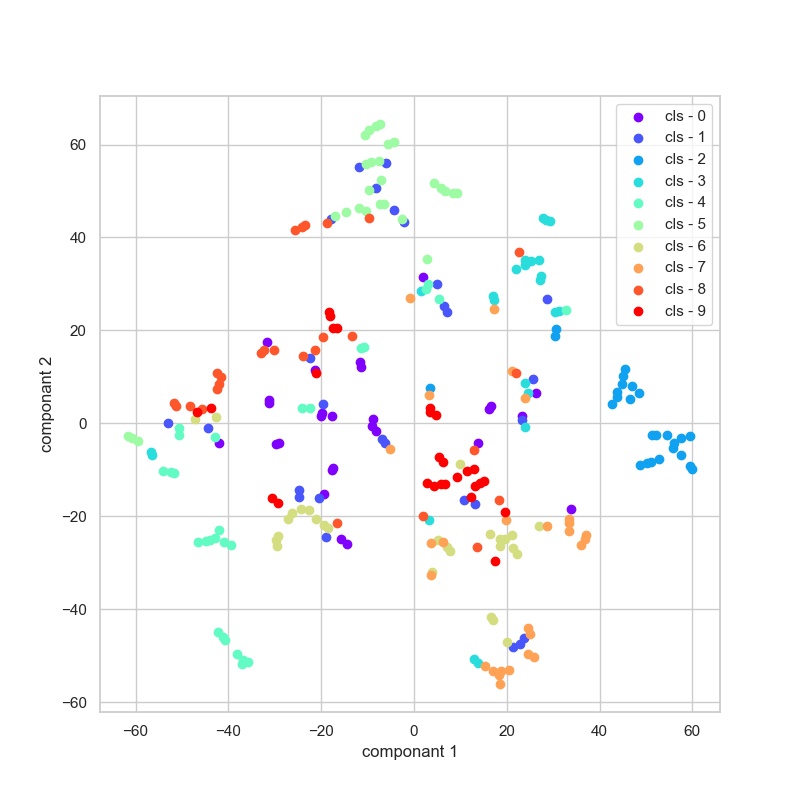 cls - 0
cls - 1
cls - 2
cls - 3
cls - 4
cls - 5
cls - 6
cls - 7
cls - 8
cls - 9
60
40
20
0
−20
−40
−60
componant 2
−60 −40 −20 0 20 40 60
componant 1